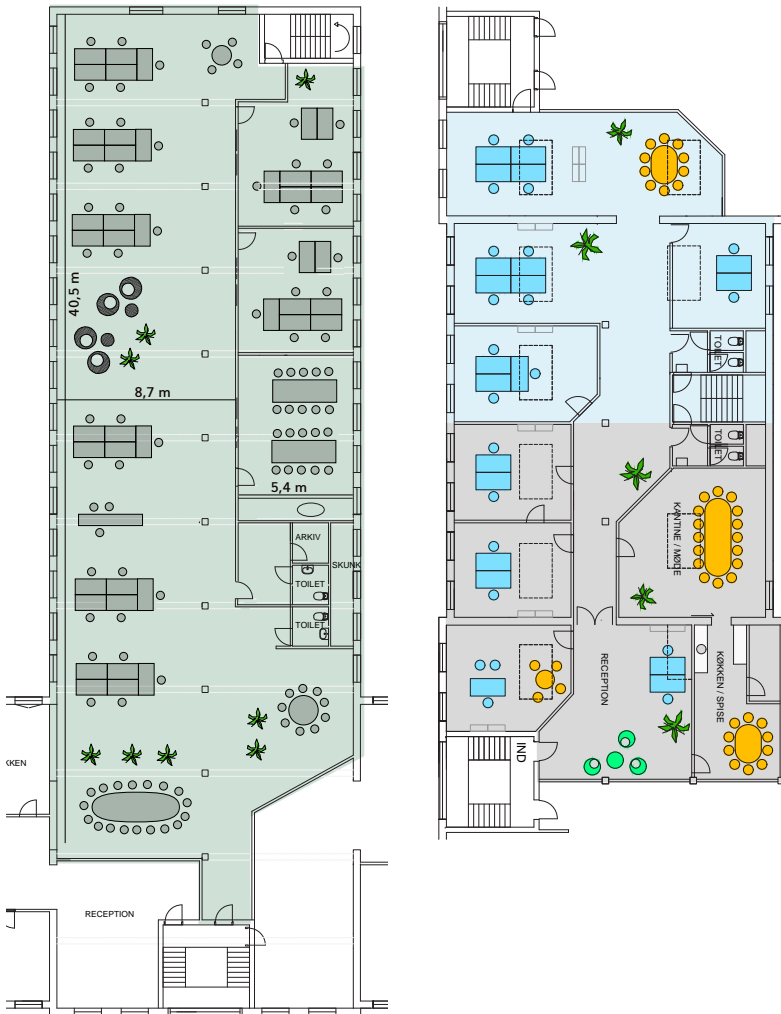 40,5 m
8,7 m
5,4 m
ARKIV
SKUNK
TOILET
TOILET
KKEN
RECEPTION
TOILET
TOILET
KANTINE / MØDE
RECEPTION
KØKKEN / SPISE
IND